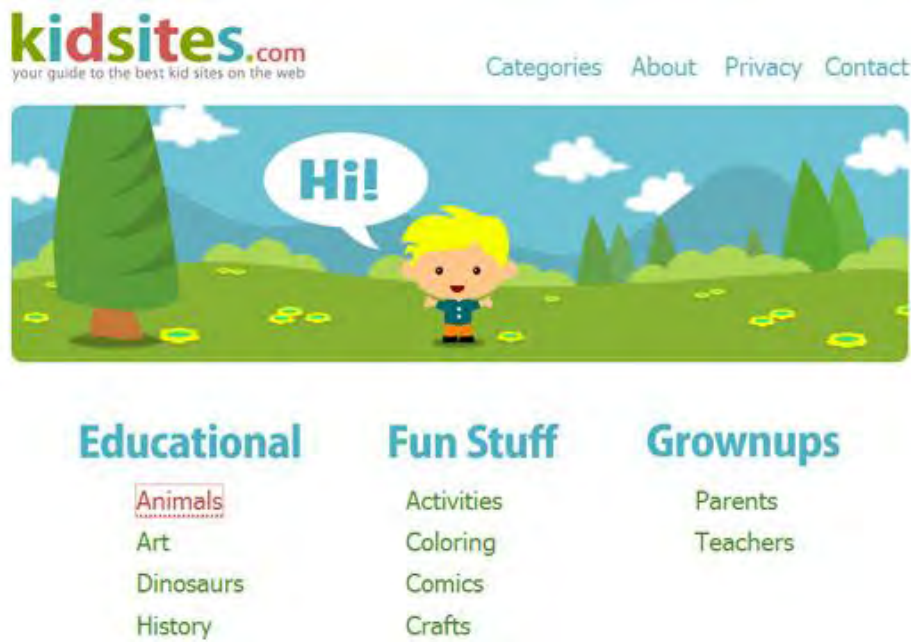 kidsites.com
your guide to the best kid sites on the web
Categories About Privacy Contact
Hi!
Educational
Animals
Art
Dinosaurs
History
Fun Stuff
Activities
Coloring
Comics
Crafts
Grownups
Parents
Teachers